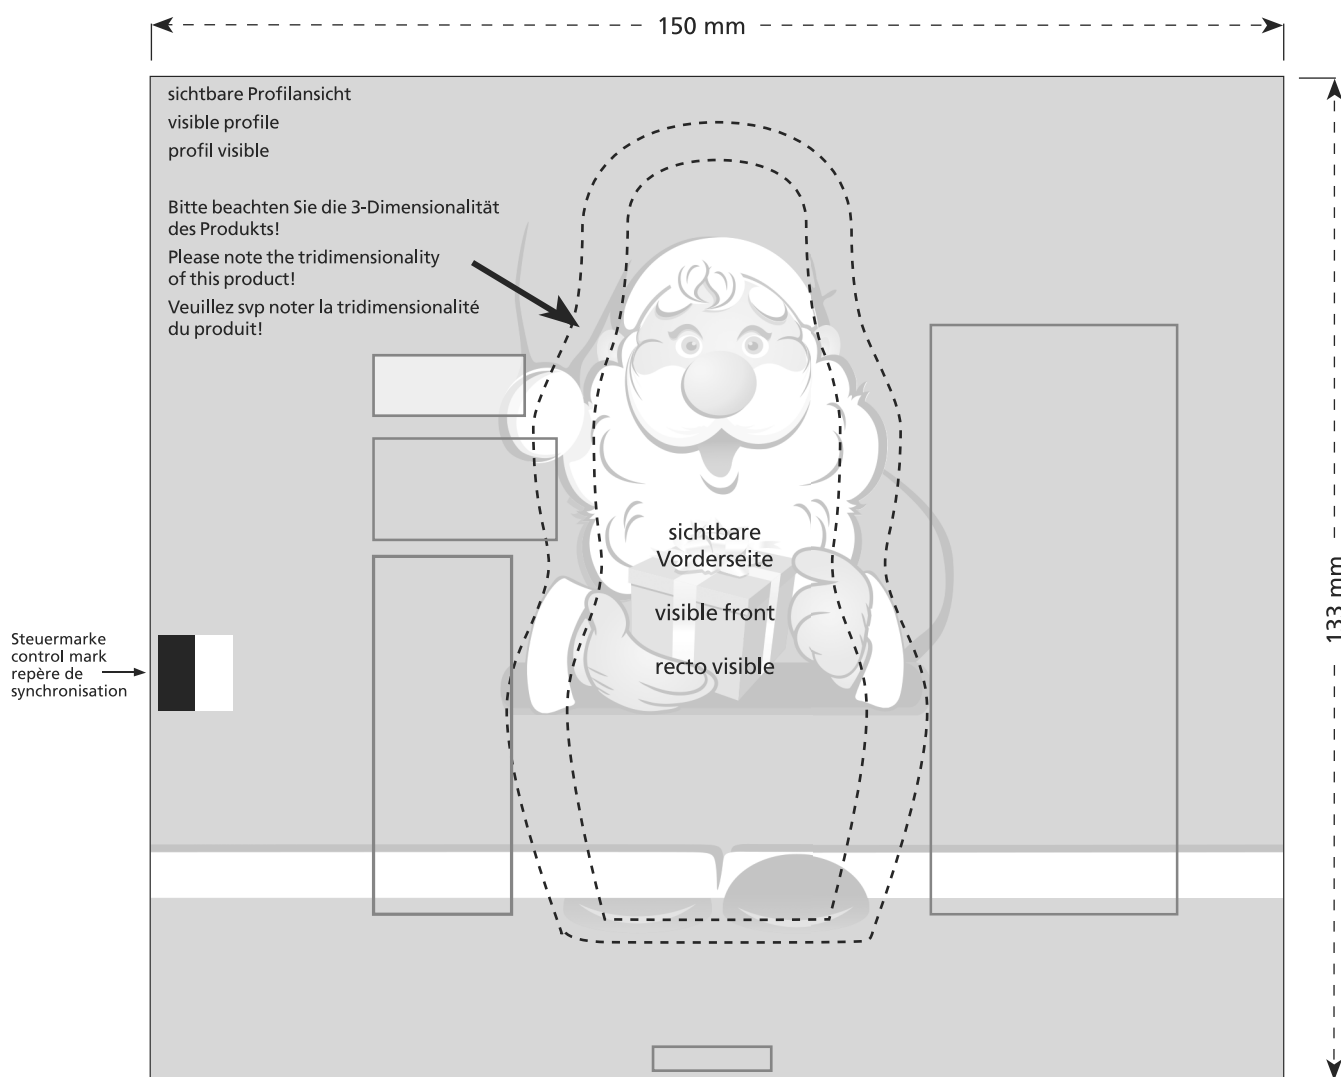 150 mm
sichtbare Profilansicht
visible profile
profil visible
Bitte beachten Sie die 3-Dimensionalität
des Produkts!
Please note the tridimensionality
of this product!
Veuillez svp noter la tridimensionalité
du produit!
sichtbare
Vorderseite
visible front
recto visible
133 mm
Steuermarke
control mark
repère de
synchronisation